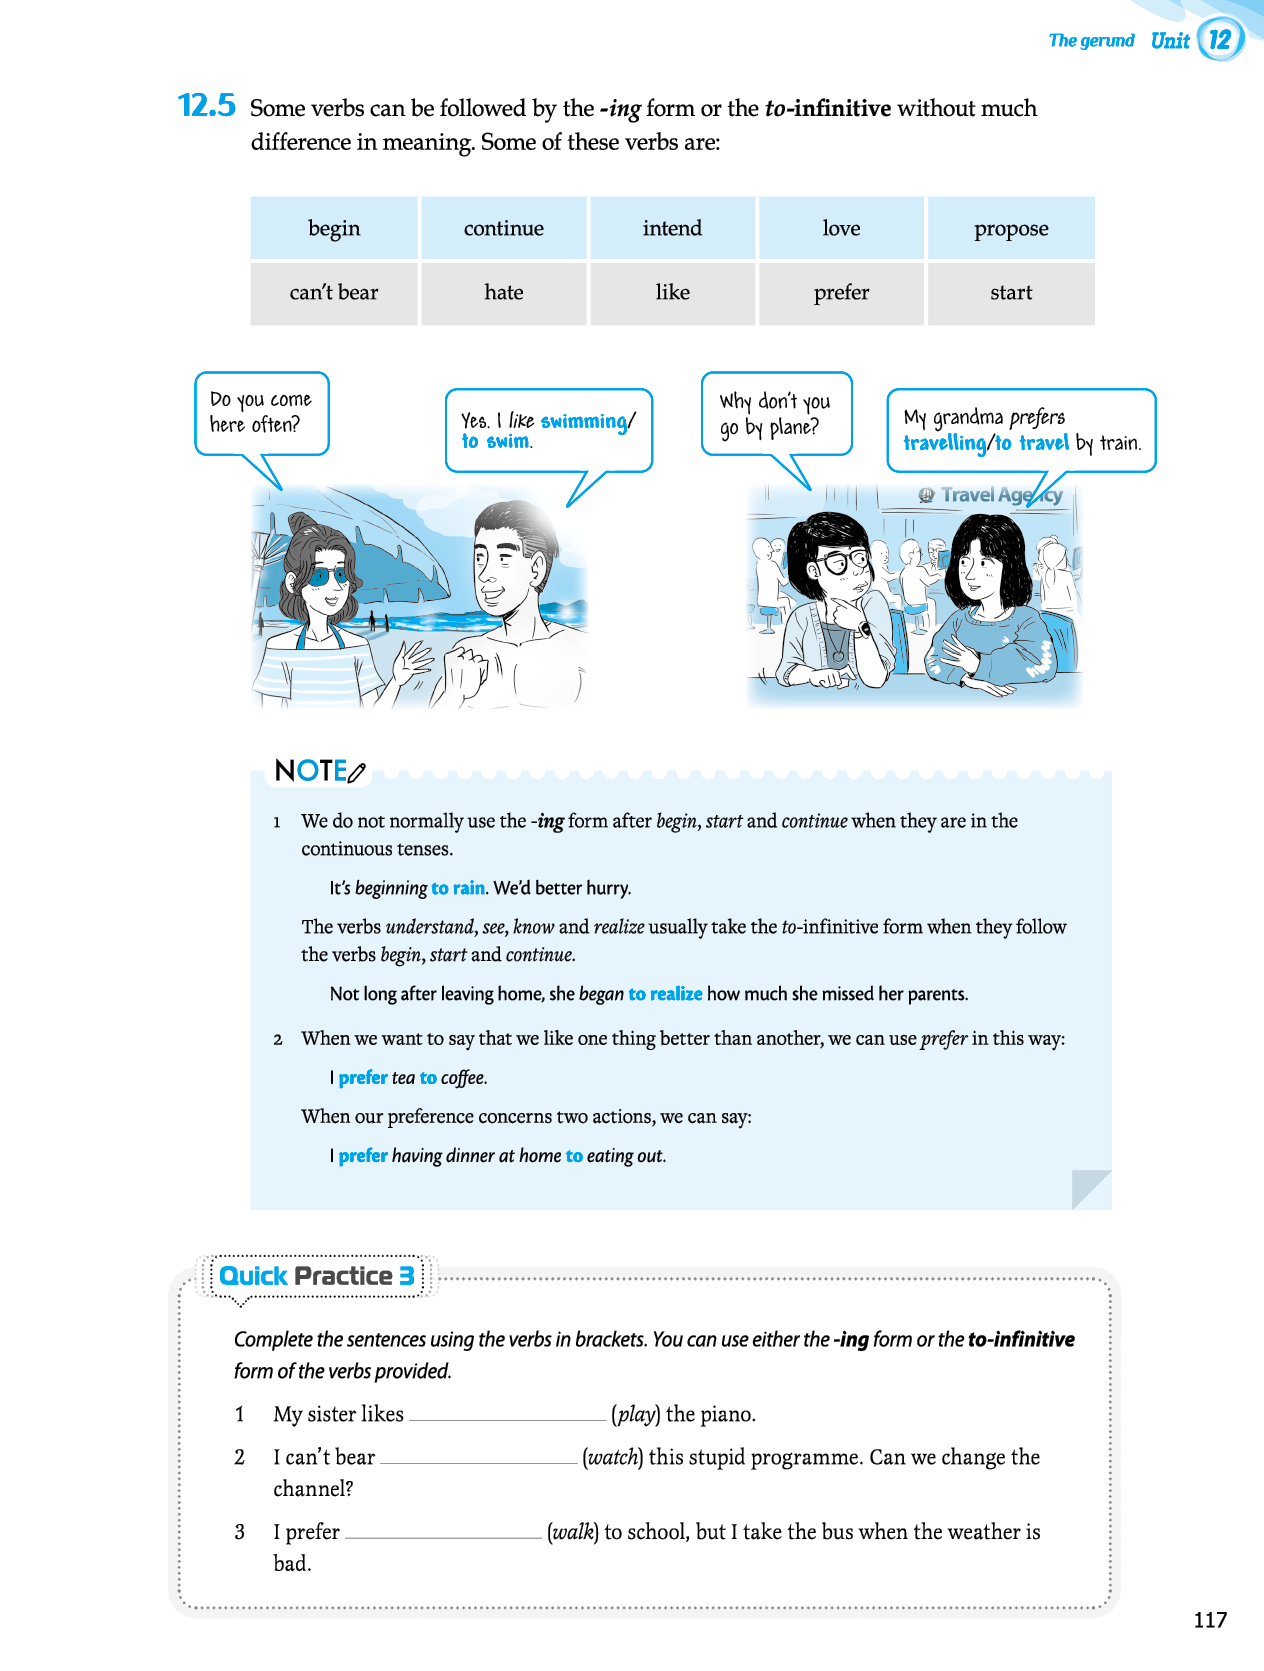 The gerund Unit 12
12.5 Some verbs can be followed by the -ing form or the to-infinitive without much
difference in meaning. Some of these verbs are:
begin continue intend love propose
can't bear hate like prefer start
Do you come
here often?
Yes. I like swimming/
to swim.
Why don't you
go by plane?
My grandma prefers
travelling/to travel by train.
Travel Agency
NOTE
1 We do not normally use the -ing form after begin, start and continue when they are in the
continuous tenses.
It's beginning to rain. We'd better hurry.
The verbs understand, see, know and realize usually take the to-infinitive form when they follow
the verbs begin, start and continue.
Not long after leaving home, she began to realize how much she missed her parents.
2 When we want to say that we like one thing better than another, we can use prefer in this way:
I prefer tea to coffee.
When our preference concerns two actions, we can say:
I prefer having dinner at home to eating out.
Quick Practice 3
Complete the sentences using the verbs in brackets. You can use either the -ing form or the to-infinitive
form of the verbs provided.
1 My sister likes ____________________ (play) the piano.
2 I can't bear ____________________ (watch) this stupid programme. Can we change the
channel?
3 I prefer ____________________ (walk) to school, but I take the bus when the weather is
bad.
117